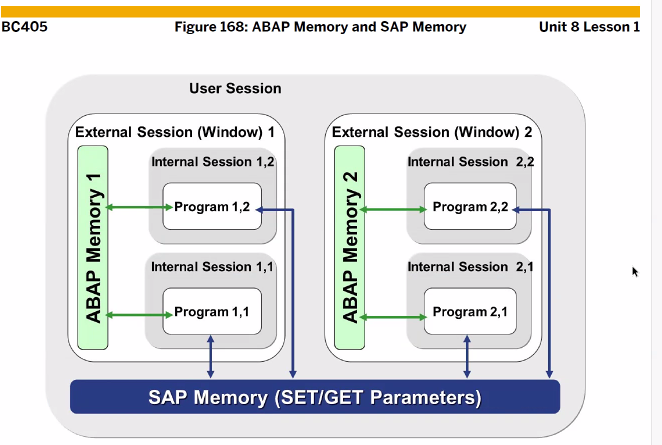 BC405 Figure 168: ABAP Memory and SAP Memory Unit 8 Lesson 1
User Session
External Session (Window) 1
ABAP Memory 1
Internal Session 1,2
Program 1,2
Internal Session 1,1
Program 1,1
External Session (Window) 2
ABAP Memory 2
Internal Session 2,2
Program 2,2
Internal Session 2,1
Program 2,1
SAP Memory (SET/GET Parameters)